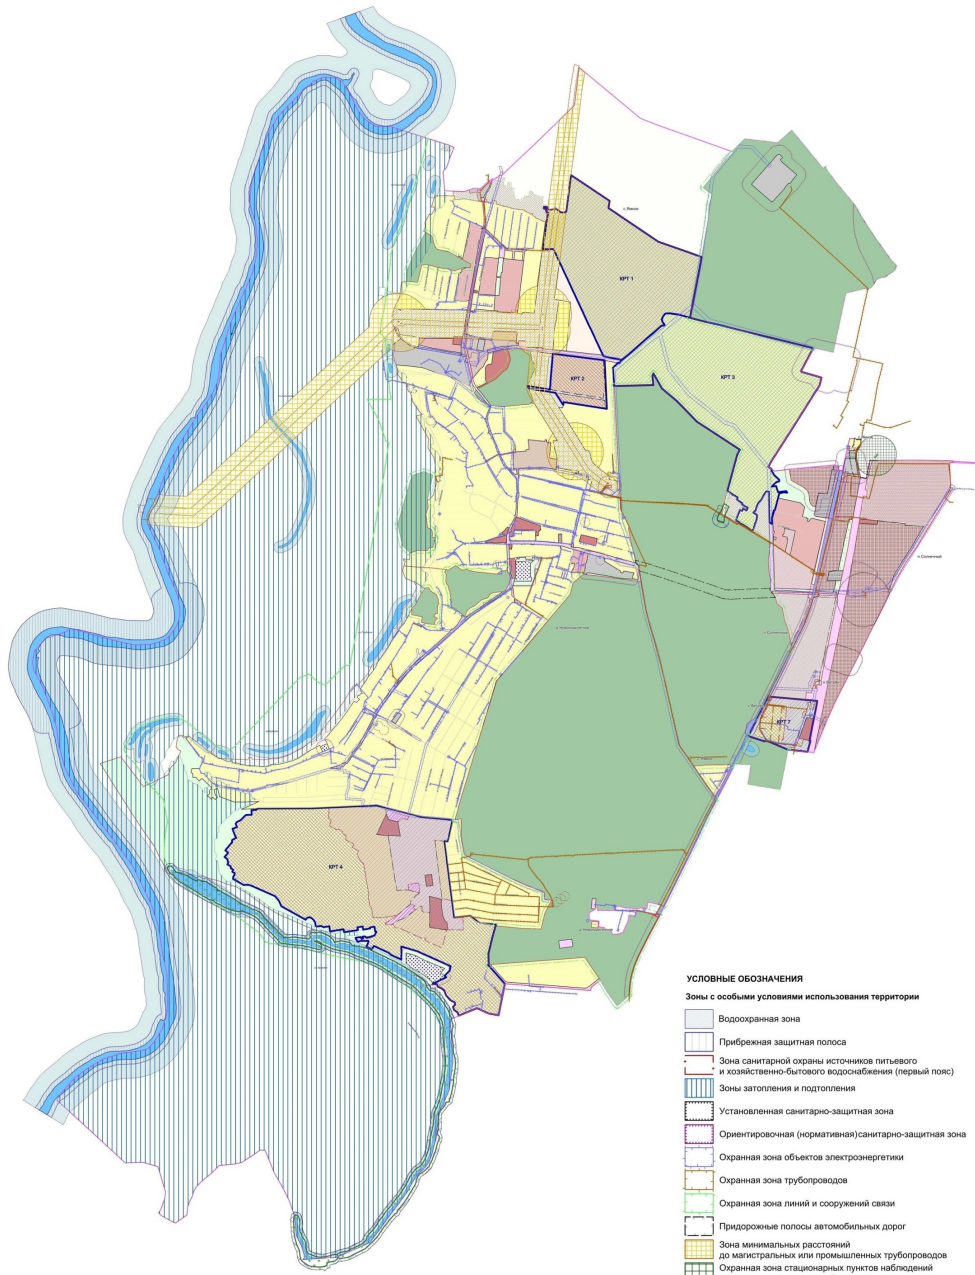 с. Языково
КРТ 1
КРТ 2
КРТ 3
п. Солнечный
КРТ 7
КРТ 4
УСЛОВНЫЕ ОБОЗНАЧЕНИЯ
Зоны с особыми условиями использования территории
Водоохранная зона
Прибрежная защитная полоса
Зона санитарной охраны источников питьевого
и хозяйственно-бытового водоснабжения (первый пояс)
Зоны затопления и подтопления
Установленная санитарно-защитная зона
Ориентировочная (нормативная)санитарно-защитная зона
Охранная зона объектов электроэнергетики
Охранная зона трубопроводов
Охранная зона линий и сооружений связи
Придорожные полосы автомобильных дорог
Зона минимальных расстояний
до магистральных или промышленных трубопроводов
Охранная зона стационарных пунктов наблюдений